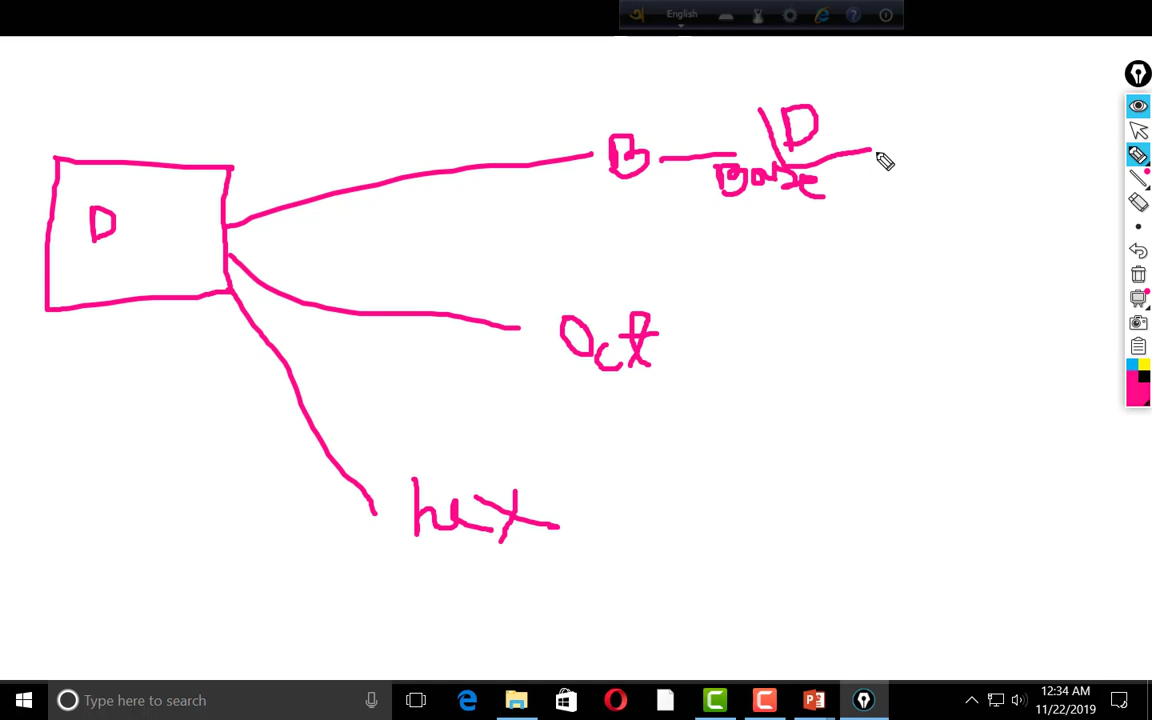 English
D
B
D
Base
Oct
hex
Type here to search
12:34 AM
11/22/2019